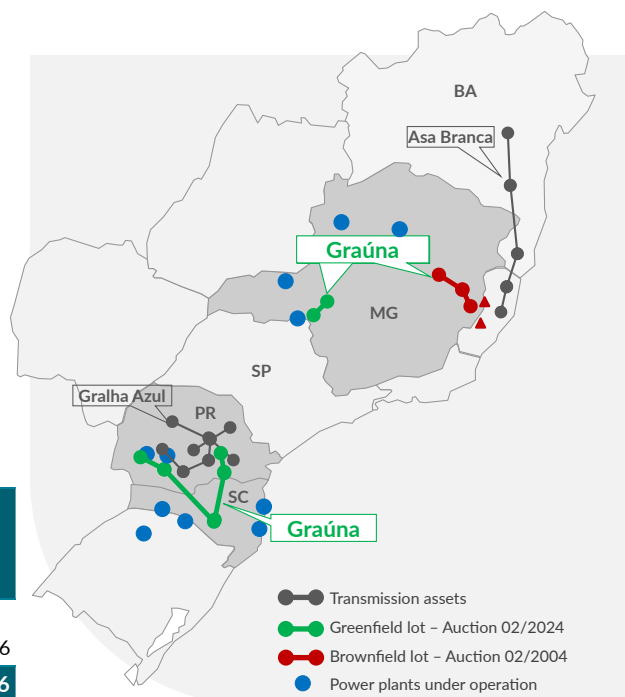 BA
Asa Branca
Graúna
MG
SP
Gralha Azul
PR
SC
Graúna
Transmission assets
Greenfield lot – Auction 02/2024
Brownfield lot – Auction 02/2004
6
6
Power plants under operation